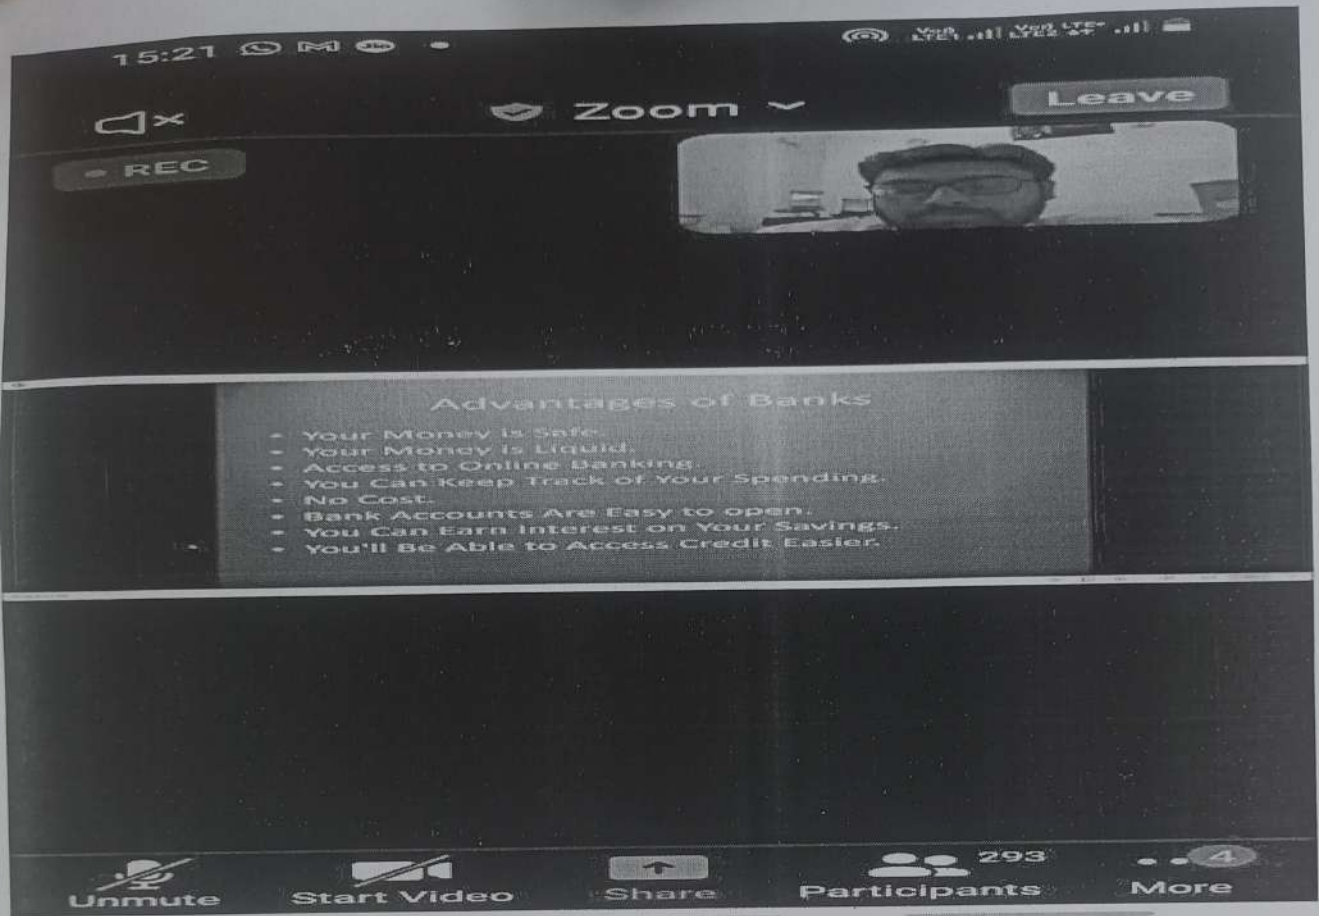 15:21
Zoom
Leave
REC
Advantages of Banks
• Your Money is Safe.
• Your Money is Liquid.
• Access to Online Banking.
• You Can Keep Track of Your Spending.
• No Cost.
• Bank Accounts Are Easy to open.
• You Can Earn Interest on Your Savings.
• You'll Be Able to Access Credit Easier.
293
4
Unmute
Start Video
Share
Participants
More